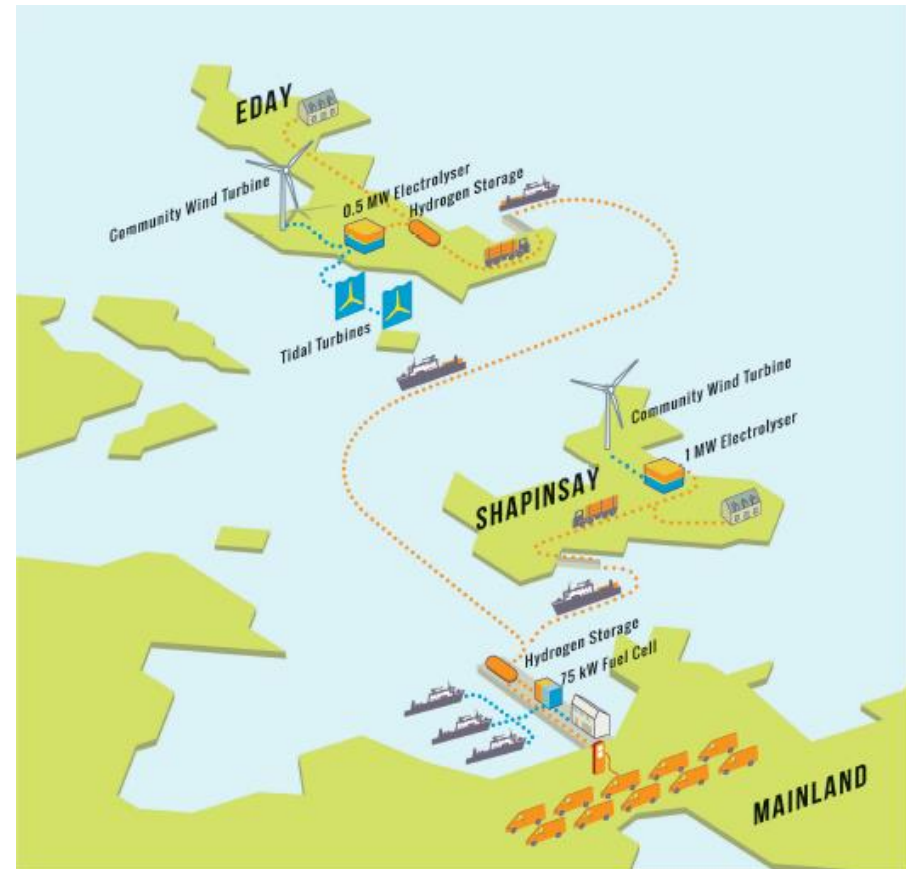 EDAY
Community Wind Turbine
0.5 MW Electrolyser
Hydrogen Storage
Tidal Turbines
Community Wind Turbine
1 MW Electrolyser
SHAPINSAY
Hydrogen Storage
75 kW Fuel Cell
MAINLAND